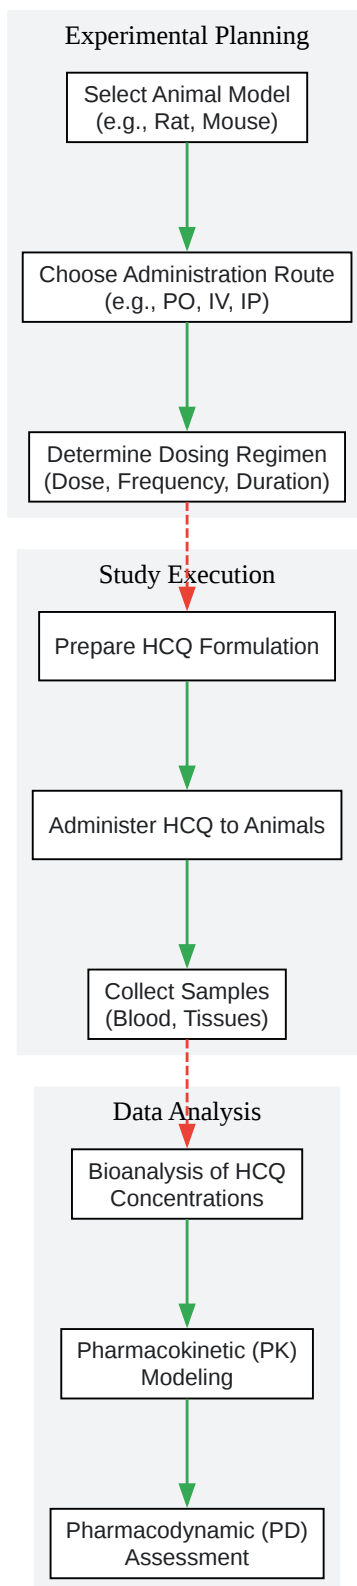 Experimental Planning
Select Animal Model
(e.g., Rat, Mouse)
Choose Administration Route
(e.g., PO, IV, IP)
Determine Dosing Regimen
(Dose, Frequency, Duration)
Study Execution
Prepare HCQ Formulation
Administer HCQ to Animals
Collect Samples
(Blood, Tissues)
Data Analysis
Bioanalysis of HCQ
Concentrations
Pharmacokinetic (PK)
Modeling
Pharmacodynamic (PD)
Assessment